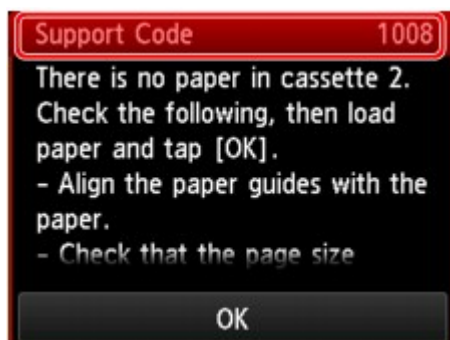 Support Code 1008
There is no paper in cassette 2.
Check the following, then load
paper and tap [OK].
- Align the paper guides with the
paper.
- Check that the page size
OK